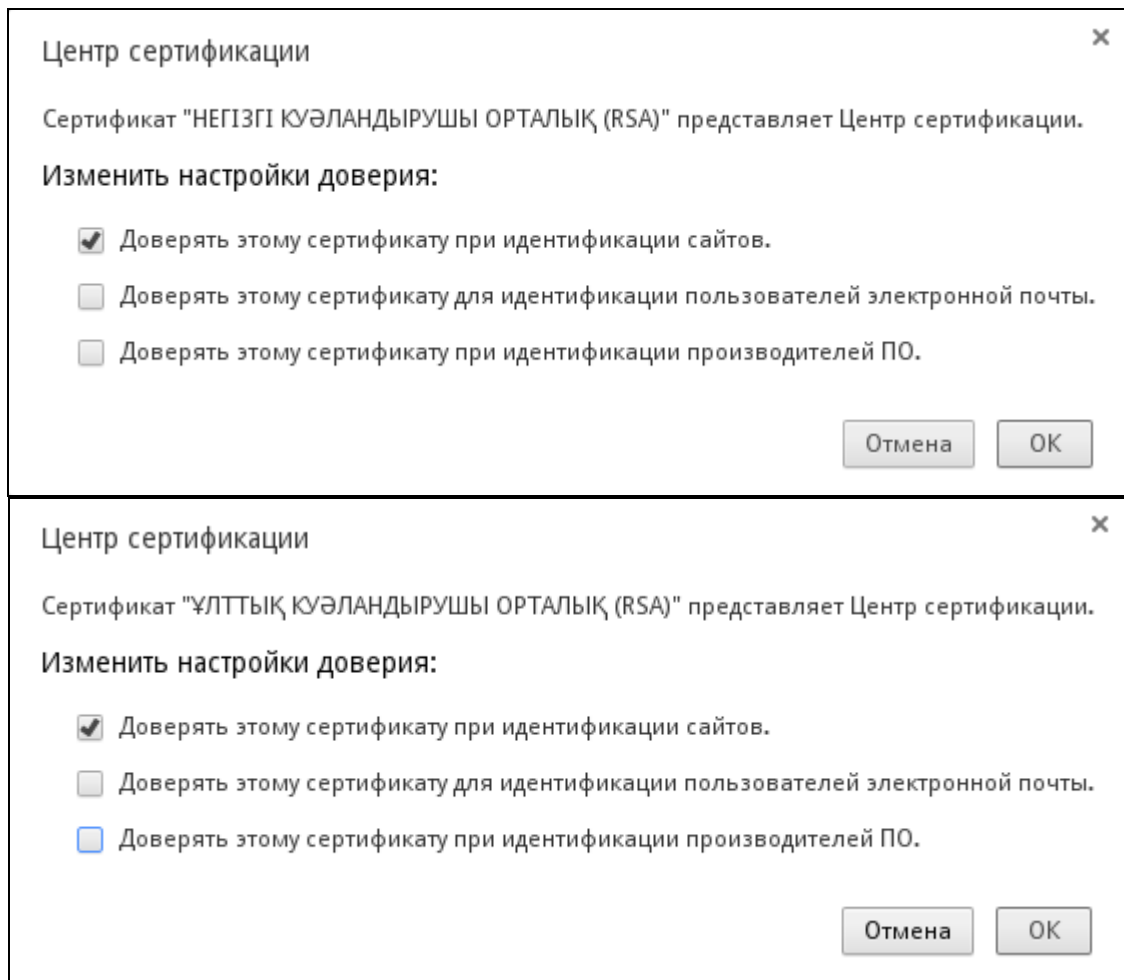 Центр сертификации
Сертификат "НЕГІЗГІ КУӘЛАНДЫРУШЫ ОРТАЛЫҚ (RSA)" представляет Центр сертификации.
Изменить настройки доверия:
Доверять этому сертификату при идентификации сайтов.
Доверять этому сертификату для идентификации пользователей электронной почты.
Доверять этому сертификату при идентификации производителей ПО.
Отмена ОК
Центр сертификации
Сертификат "ҰЛТТЫҚ КУӘЛАНДЫРУШЫ ОРТАЛЫҚ (RSA)" представляет Центр сертификации.
Изменить настройки доверия:
Доверять этому сертификату при идентификации сайтов.
Доверять этому сертификату для идентификации пользователей электронной почты.
Доверять этому сертификату при идентификации производителей ПО.
Отмена ОК